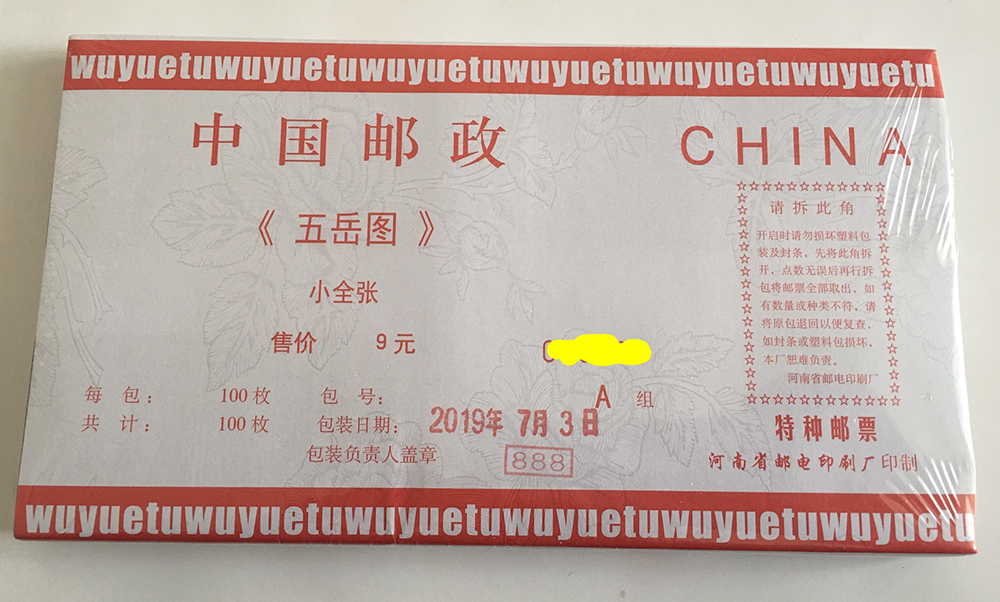 wuyuetuwuyuetuwuyuetuwuyuetuwuyuetuwuyuetu
中国邮政
CHINA
《五岳图》
小全张
售价 9元
每包: 100枚 包号:
A组
共计: 100枚 包装日期: 2019年7月3日
包装负责人盖章 888
请拆此角
开启时请勿损坏塑料包
装及封条,先将此角拆
开,点数无误后再行拆
包将邮票全部取出,如
有数量或种类不符,请
将原包退回以便复查,
如封条或塑料包损坏,
本厂恕难负责。
河南省邮电印刷厂
特种邮票
河南省邮电印刷厂印制
wuyuetuwuyuetuwuyuetuwuyuetuwuyuetuwuyuetu